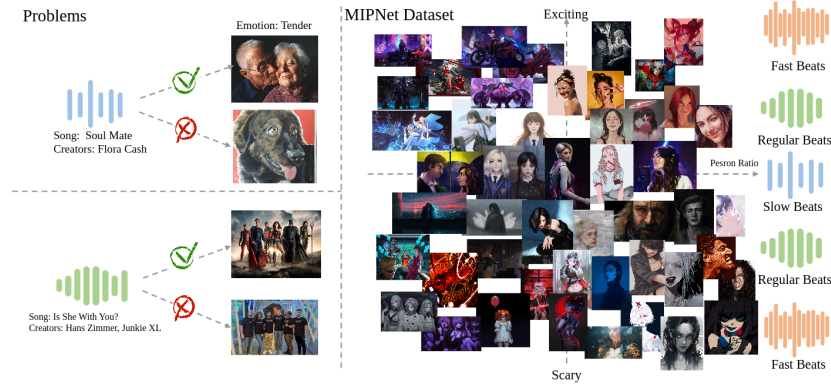 Problems
Emotion: Tender
Song: Soul Mate
Creators: Flora Cash
Song: Is She With You?
Creators: Hans Zimmer, Junkie XL
MIPNet Dataset
Exciting
Pesron Ratio
Scary
Fast Beats
Regular Beats
Slow Beats
Regular Beats
Fast Beats